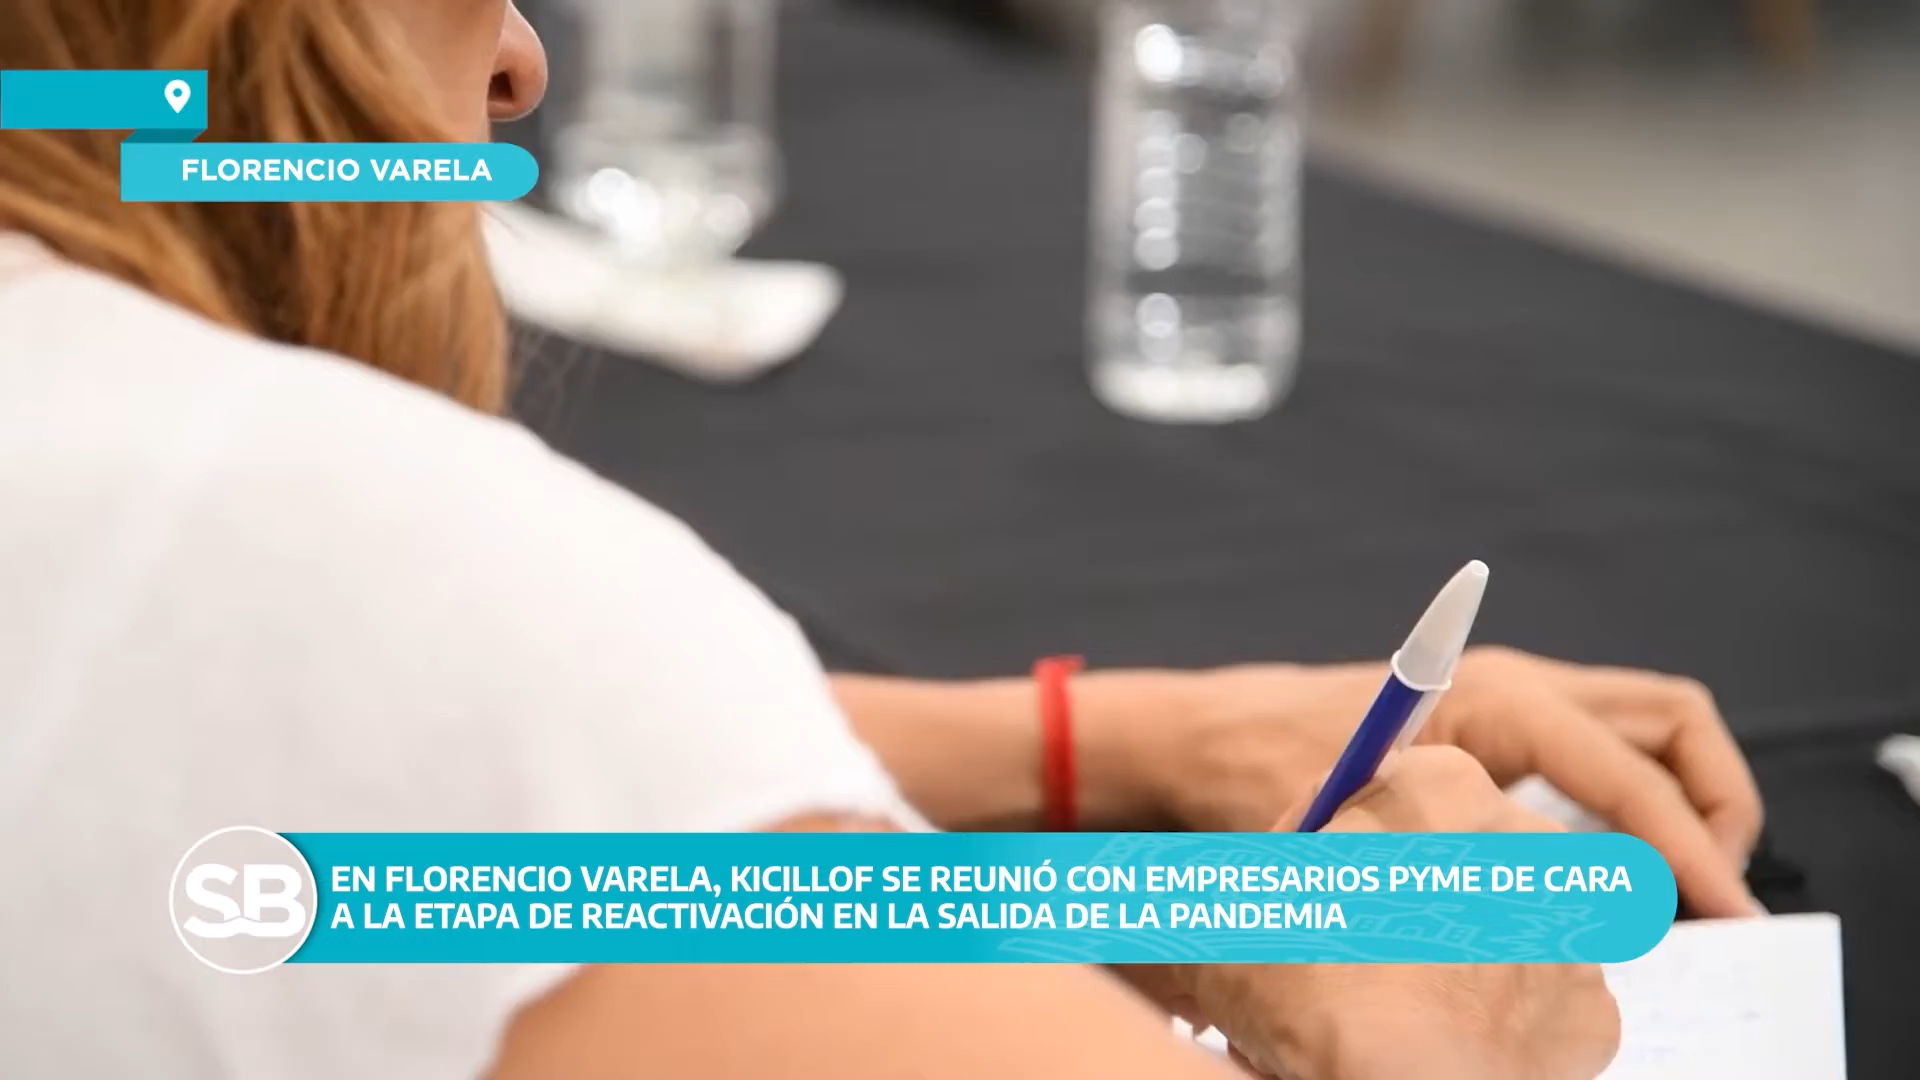 FLORENCIO VARELA
SB
EN FLORENCIO VARELA, KICILLOF SE REUNIÓ CON EMPRESARIOS PYME DE CARA
A LA ETAPA DE REACTIVACIÓN EN LA SALIDA DE LA PANDEMIA